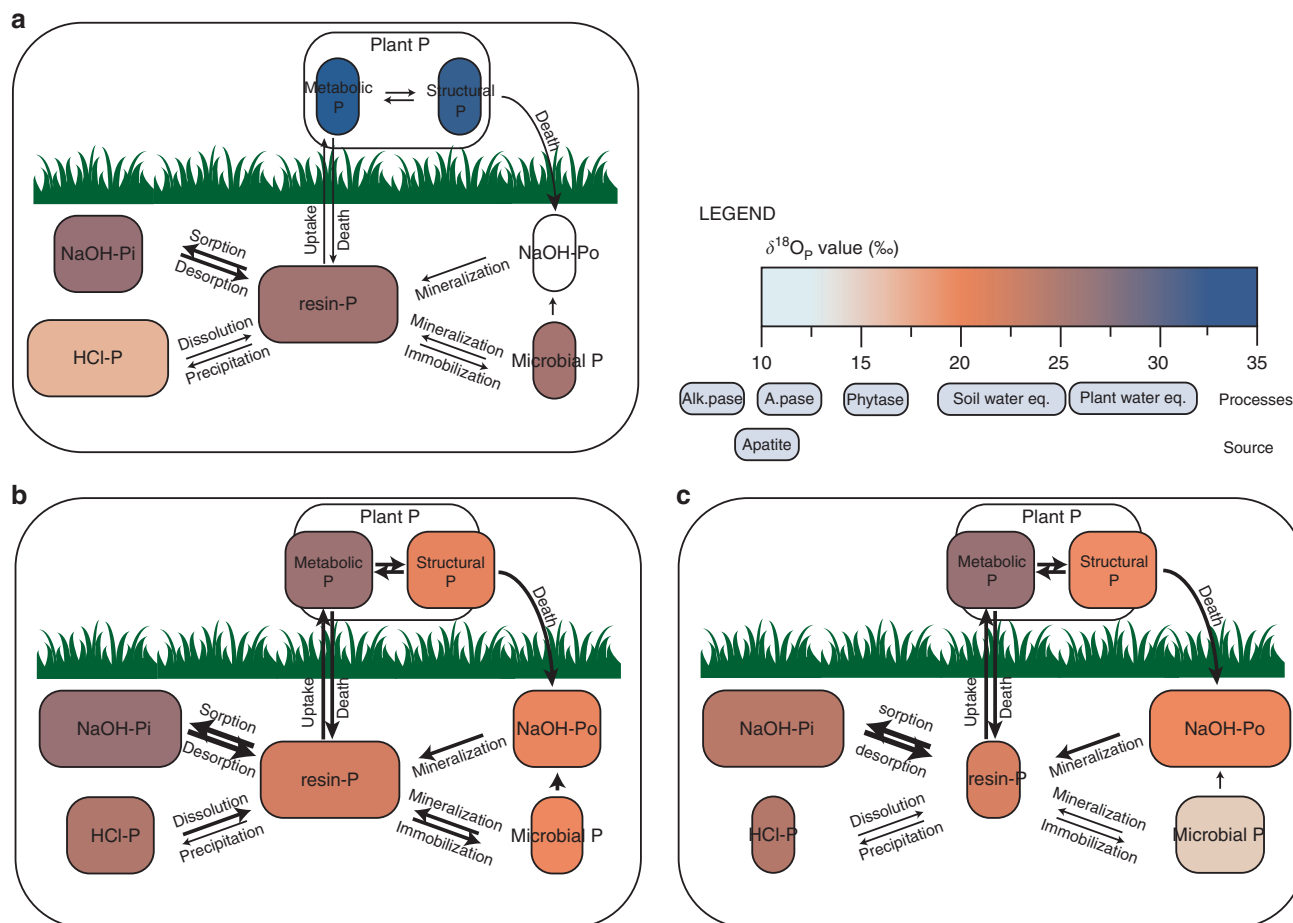 a
Plant P
Metabolic
P
Structural
P
Death
Uptake
Death
NaOH-Pi
Sorption
Desorption
resin-P
NaOH-Po
Mineralization
HCl-P
Dissolution
Precipitation
Mineralization
Immobilization
Microbial P
LEGEND
δ18OP value (‰)
10 15 20 25 30 35
Alk.pase A.pase Phytase Soil water eq. Plant water eq. Processes
Apatite Source
b
Plant P
Metabolic
P
Structural
P
Death
Uptake
Death
NaOH-Pi
Sorption
Desorption
resin-P
NaOH-Po
Mineralization
HCl-P
Dissolution
Precipitation
Mineralization
Immobilization
Microbial P
c
Plant P
Metabolic
P
Structural
P
Death
Uptake
Death
NaOH-Pi
sorption
desorption
resin-P
NaOH-Po
Mineralization
HCl-P
Dissolution
Precipitation
Mineralization
Immobilization
Microbial P